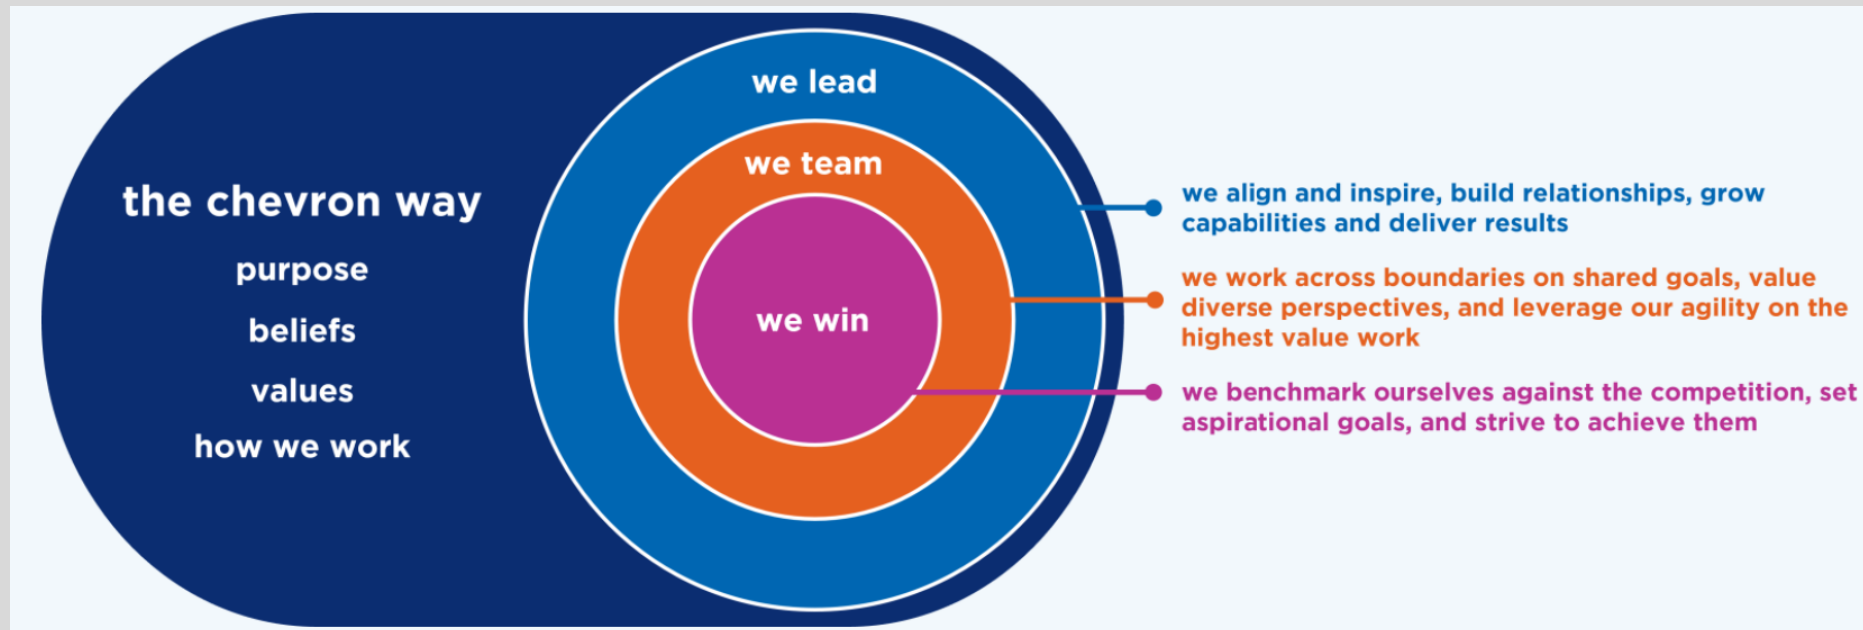 the chevron way
purpose
beliefs
values
how we work
we lead
we team
we win
we align and inspire, build relationships, grow
capabilities and deliver results
we work across boundaries on shared goals, value
diverse perspectives, and leverage our agility on the
highest value work
we benchmark ourselves against the competition, set
aspirational goals, and strive to achieve them